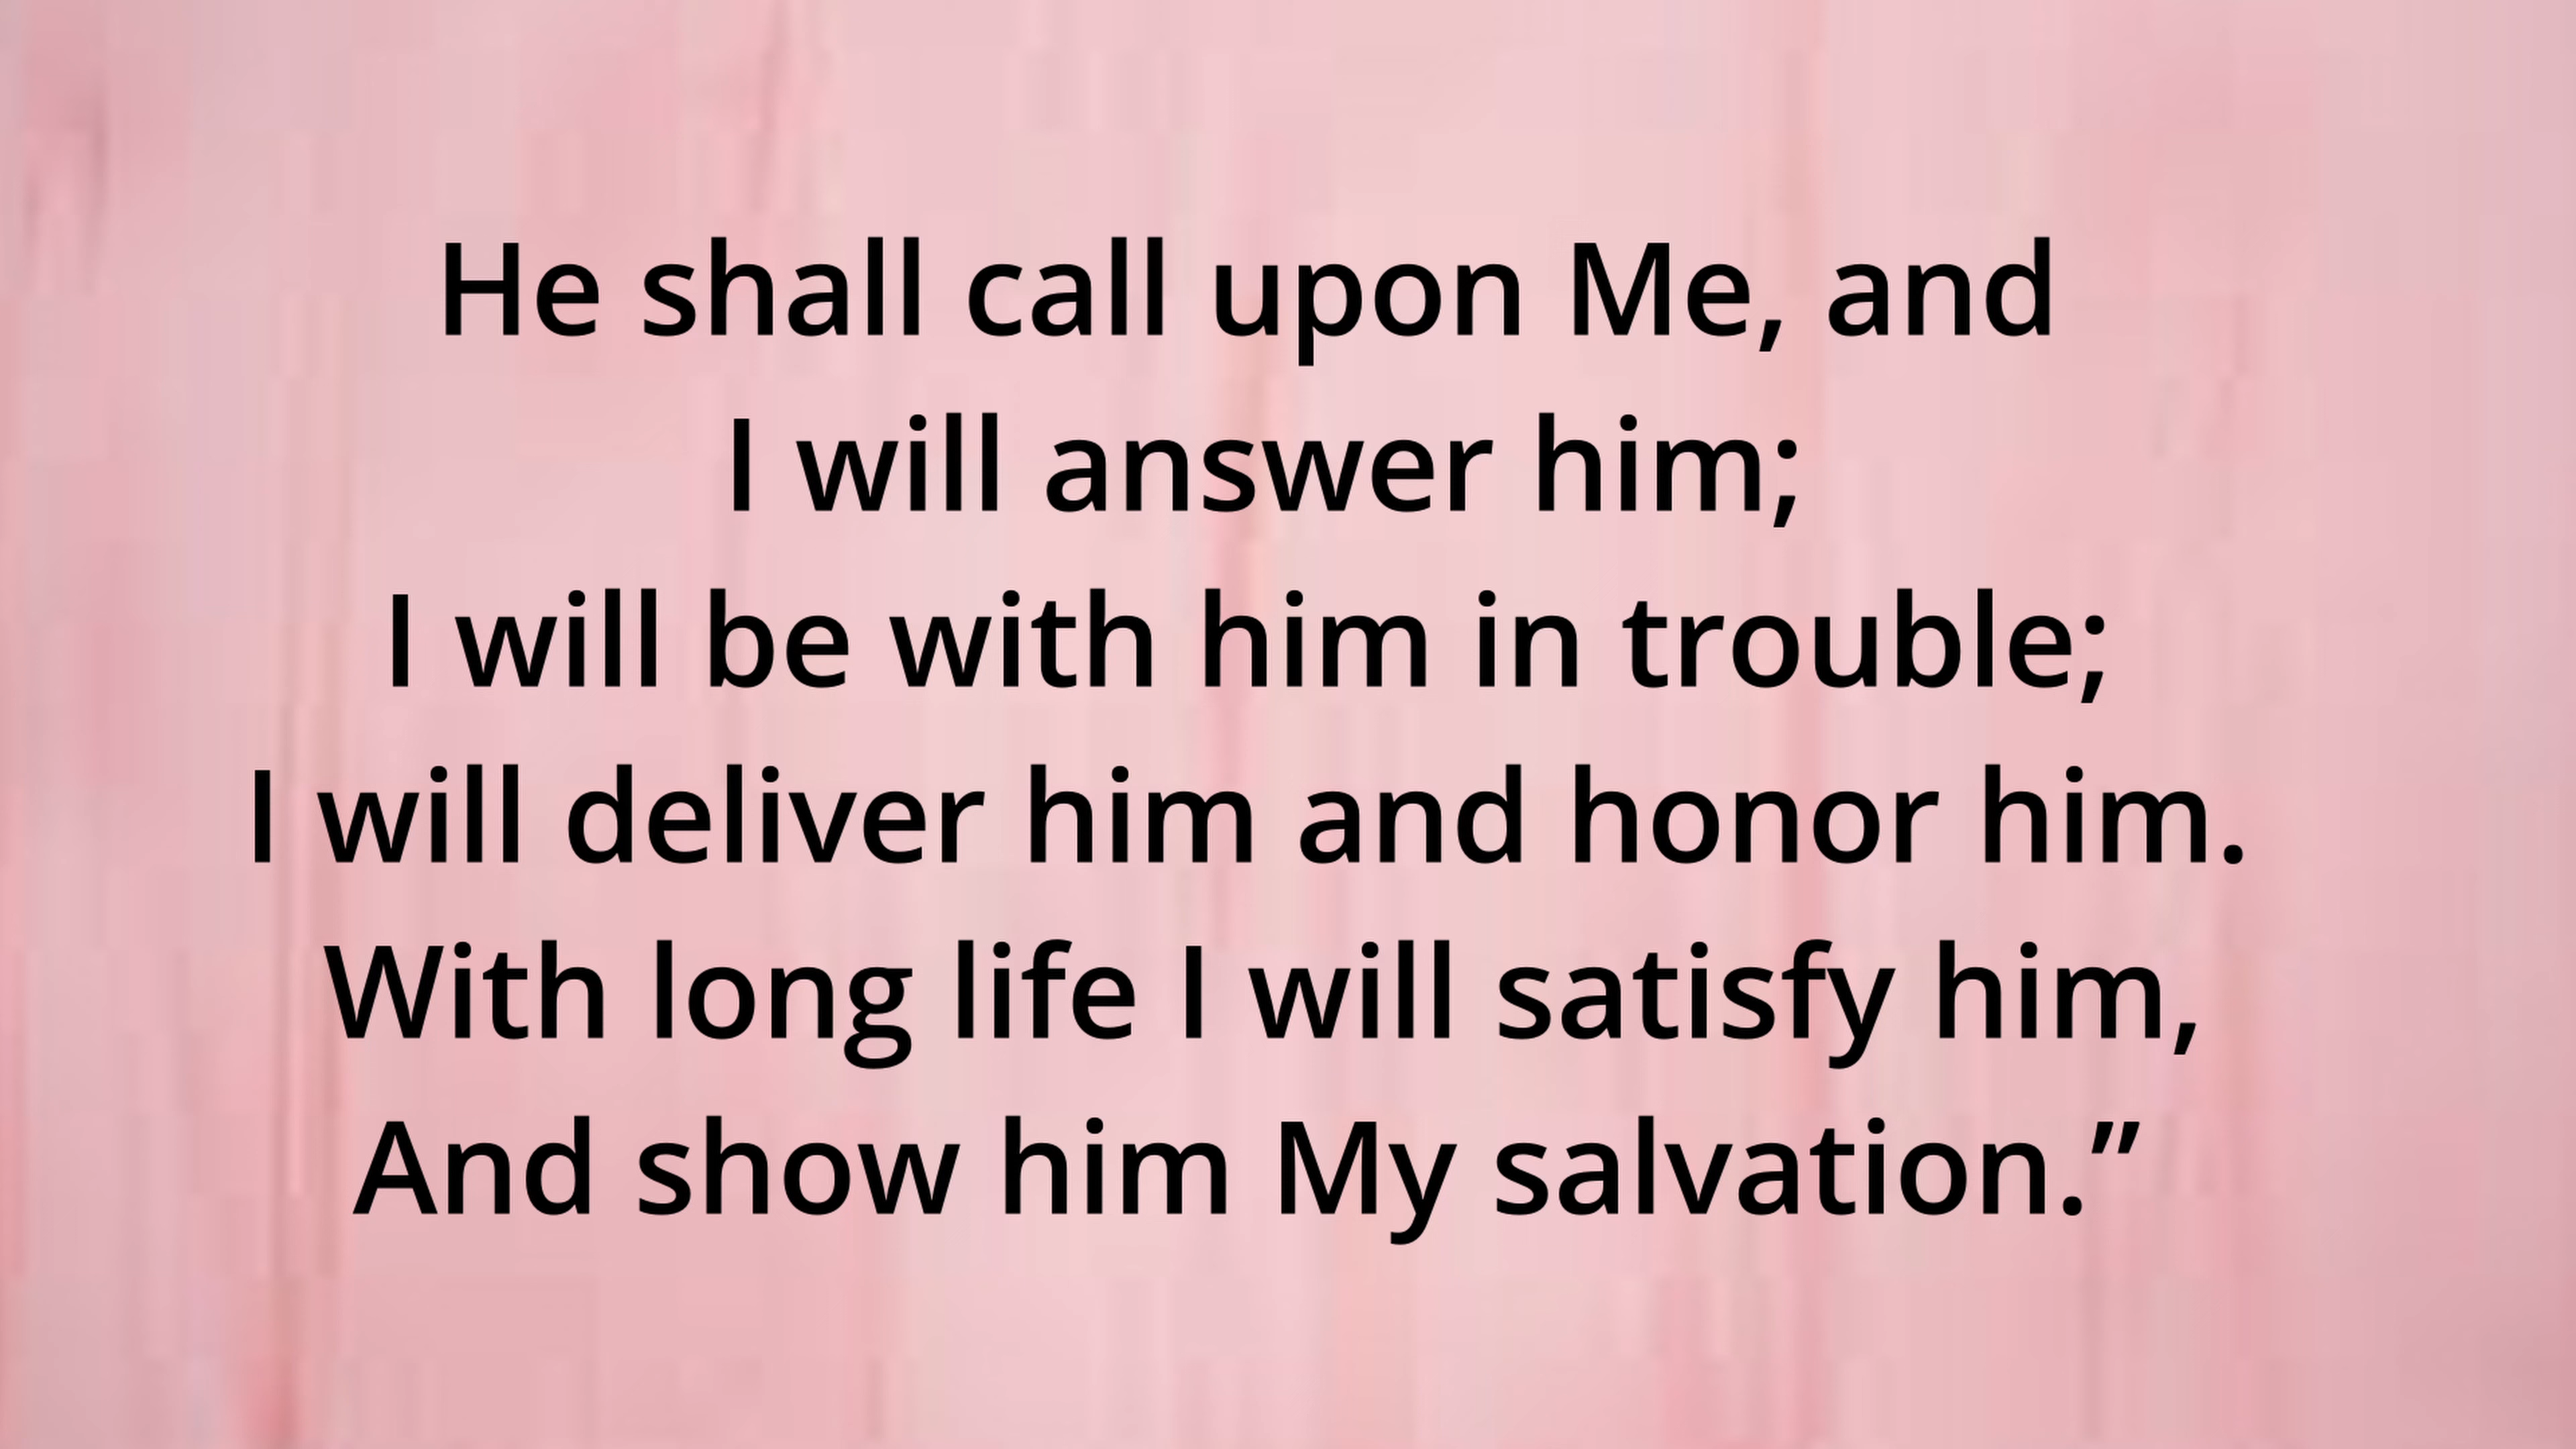 He shall call upon Me, and
I will answer him;
I will be with him in trouble;
I will deliver him and honor him.
With long life I will satisfy him,
And show him My salvation.”